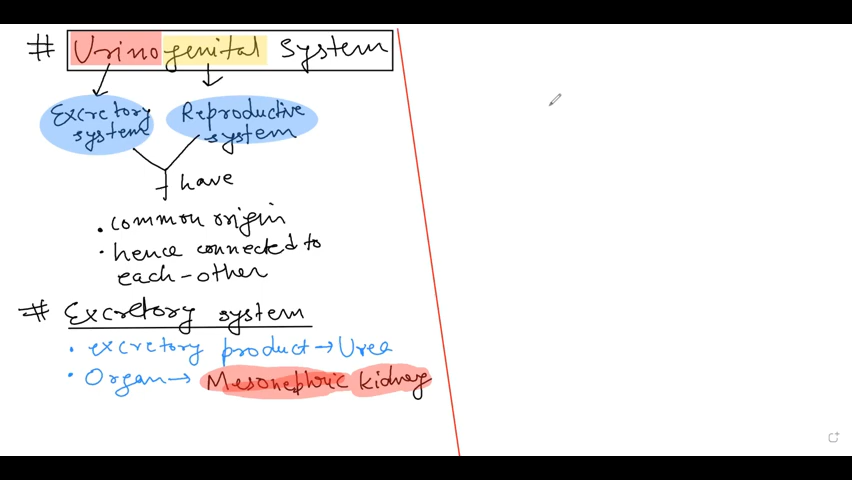 # Urinogenital System
Excretory system
Reproductive system
have
• common origin
• hence connected to
each-other
# Excretory system
• excretory product → Urea
• Organ → Mesonephric kidney